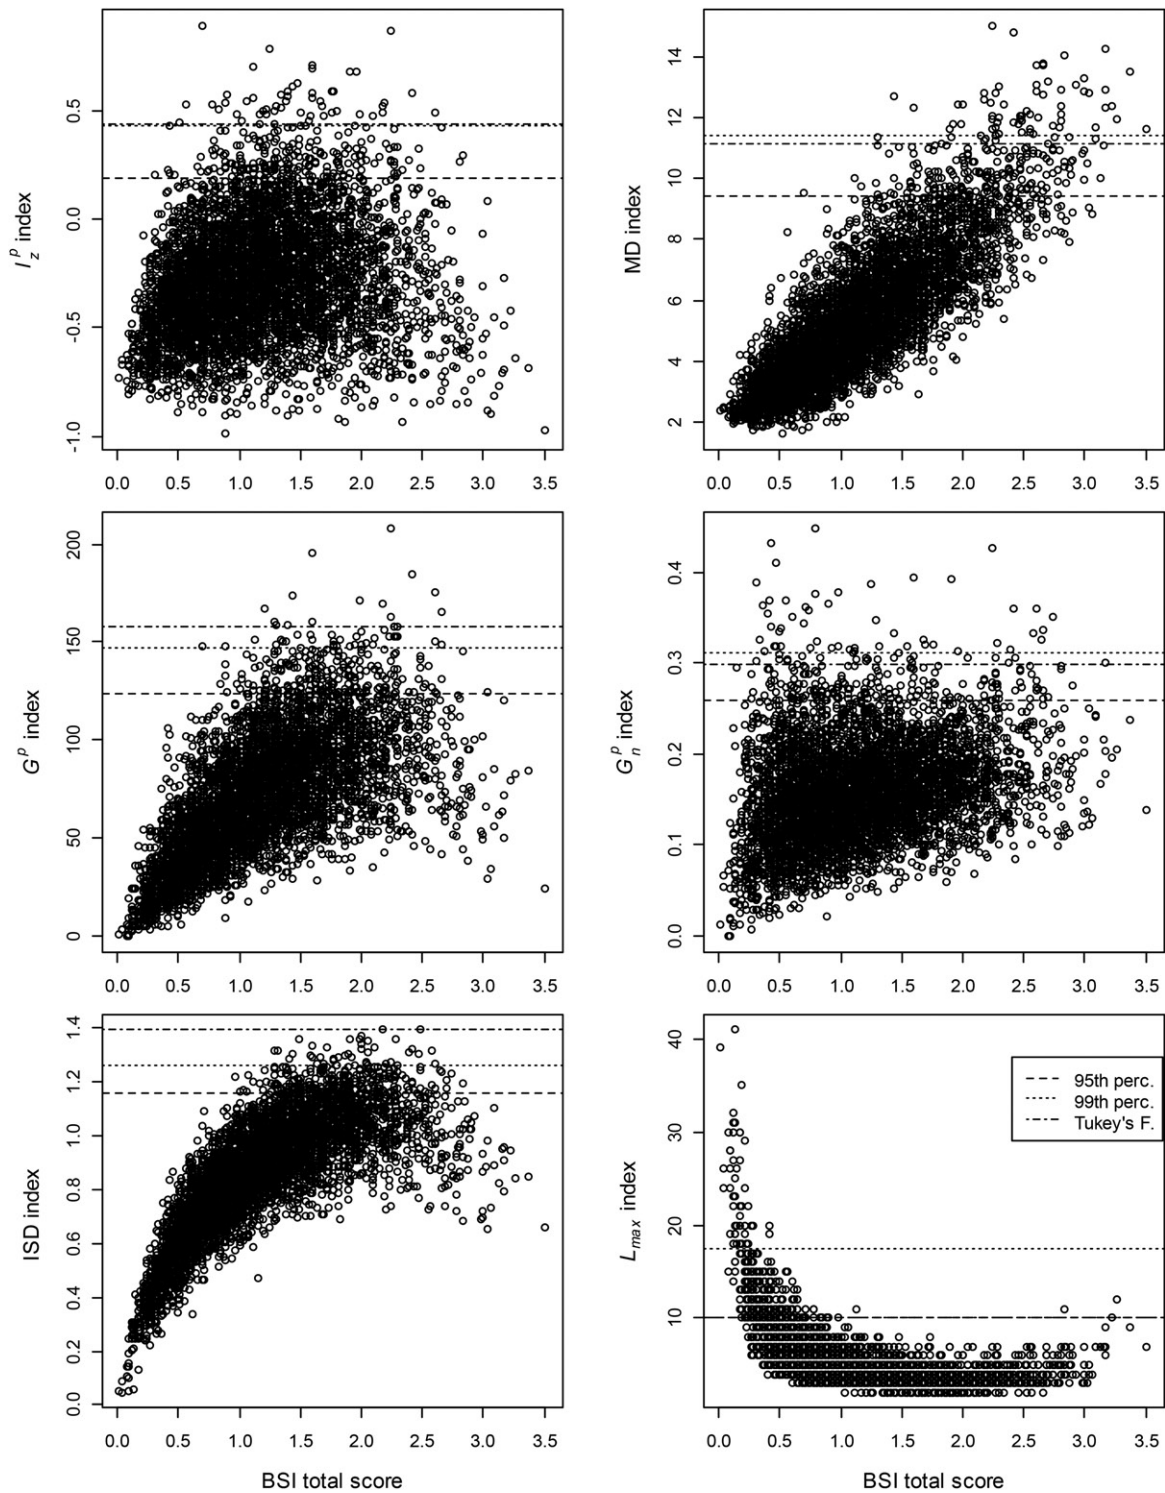 I_z^p index
1.0
0.5
0.0
-0.5
-1.0
0.0 0.5 1.0 1.5 2.0 2.5 3.0 3.5
MD index
14
12
10
8
6
4
2
0.0 0.5 1.0 1.5 2.0 2.5 3.0 3.5
G^p index
200
150
100
50
0
0.0 0.5 1.0 1.5 2.0 2.5 3.0 3.5
G_n^p index
0.4
0.3
0.2
0.1
0.0
0.0 0.5 1.0 1.5 2.0 2.5 3.0 3.5
ISD index
1.4
1.2
1.0
0.8
0.6
0.4
0.2
0.0
0.0 0.5 1.0 1.5 2.0 2.5 3.0 3.5
BSI total score
L_max index
40
30
20
10
95th perc.
99th perc.
Tukey's F.
0.0 0.5 1.0 1.5 2.0 2.5 3.0 3.5
BSI total score